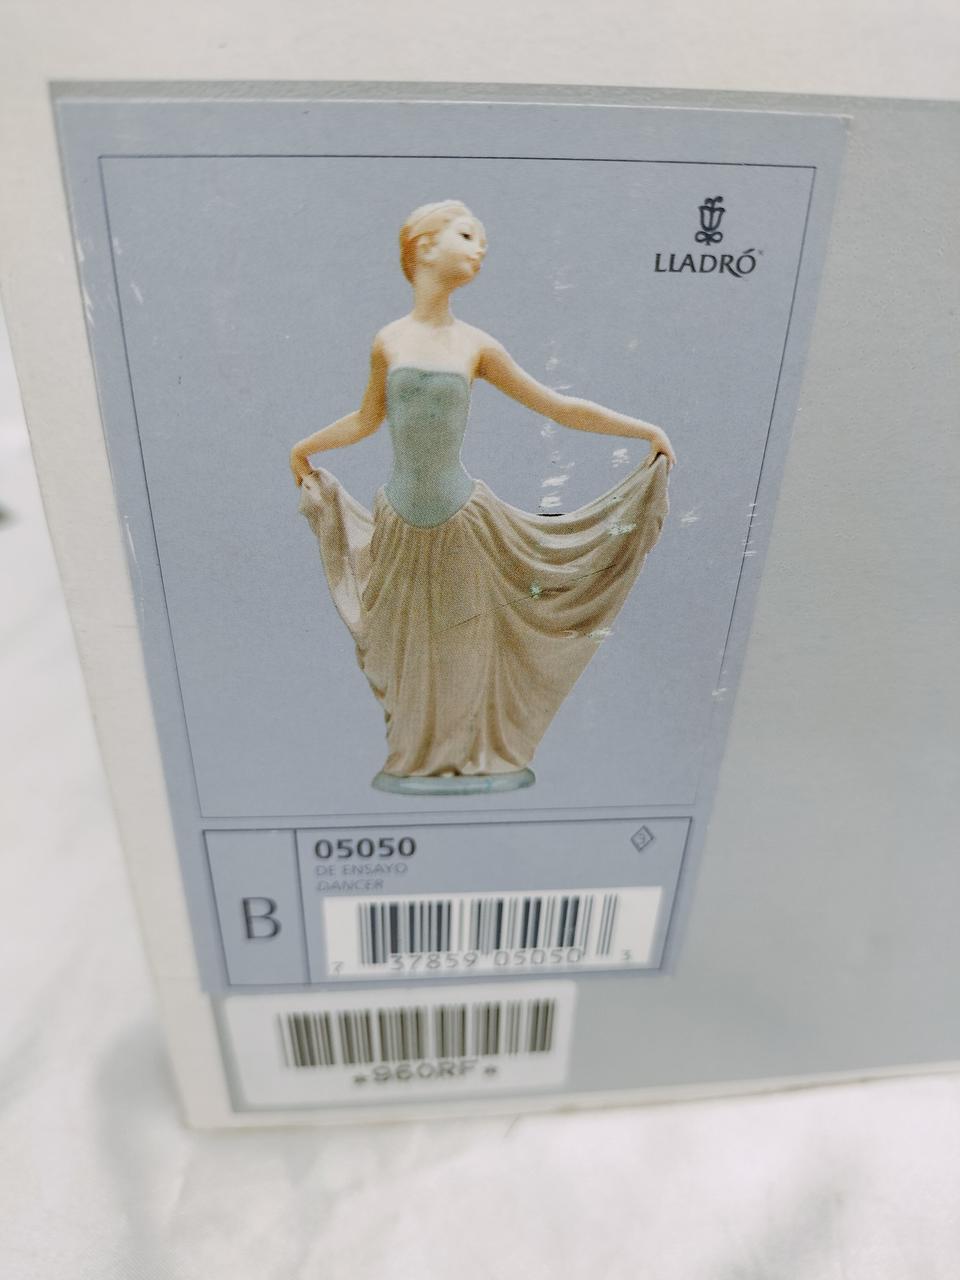 LLADRÓ
05050
DE ENSAYO
DANCER
B
7 37859 05050 3
*960RF*